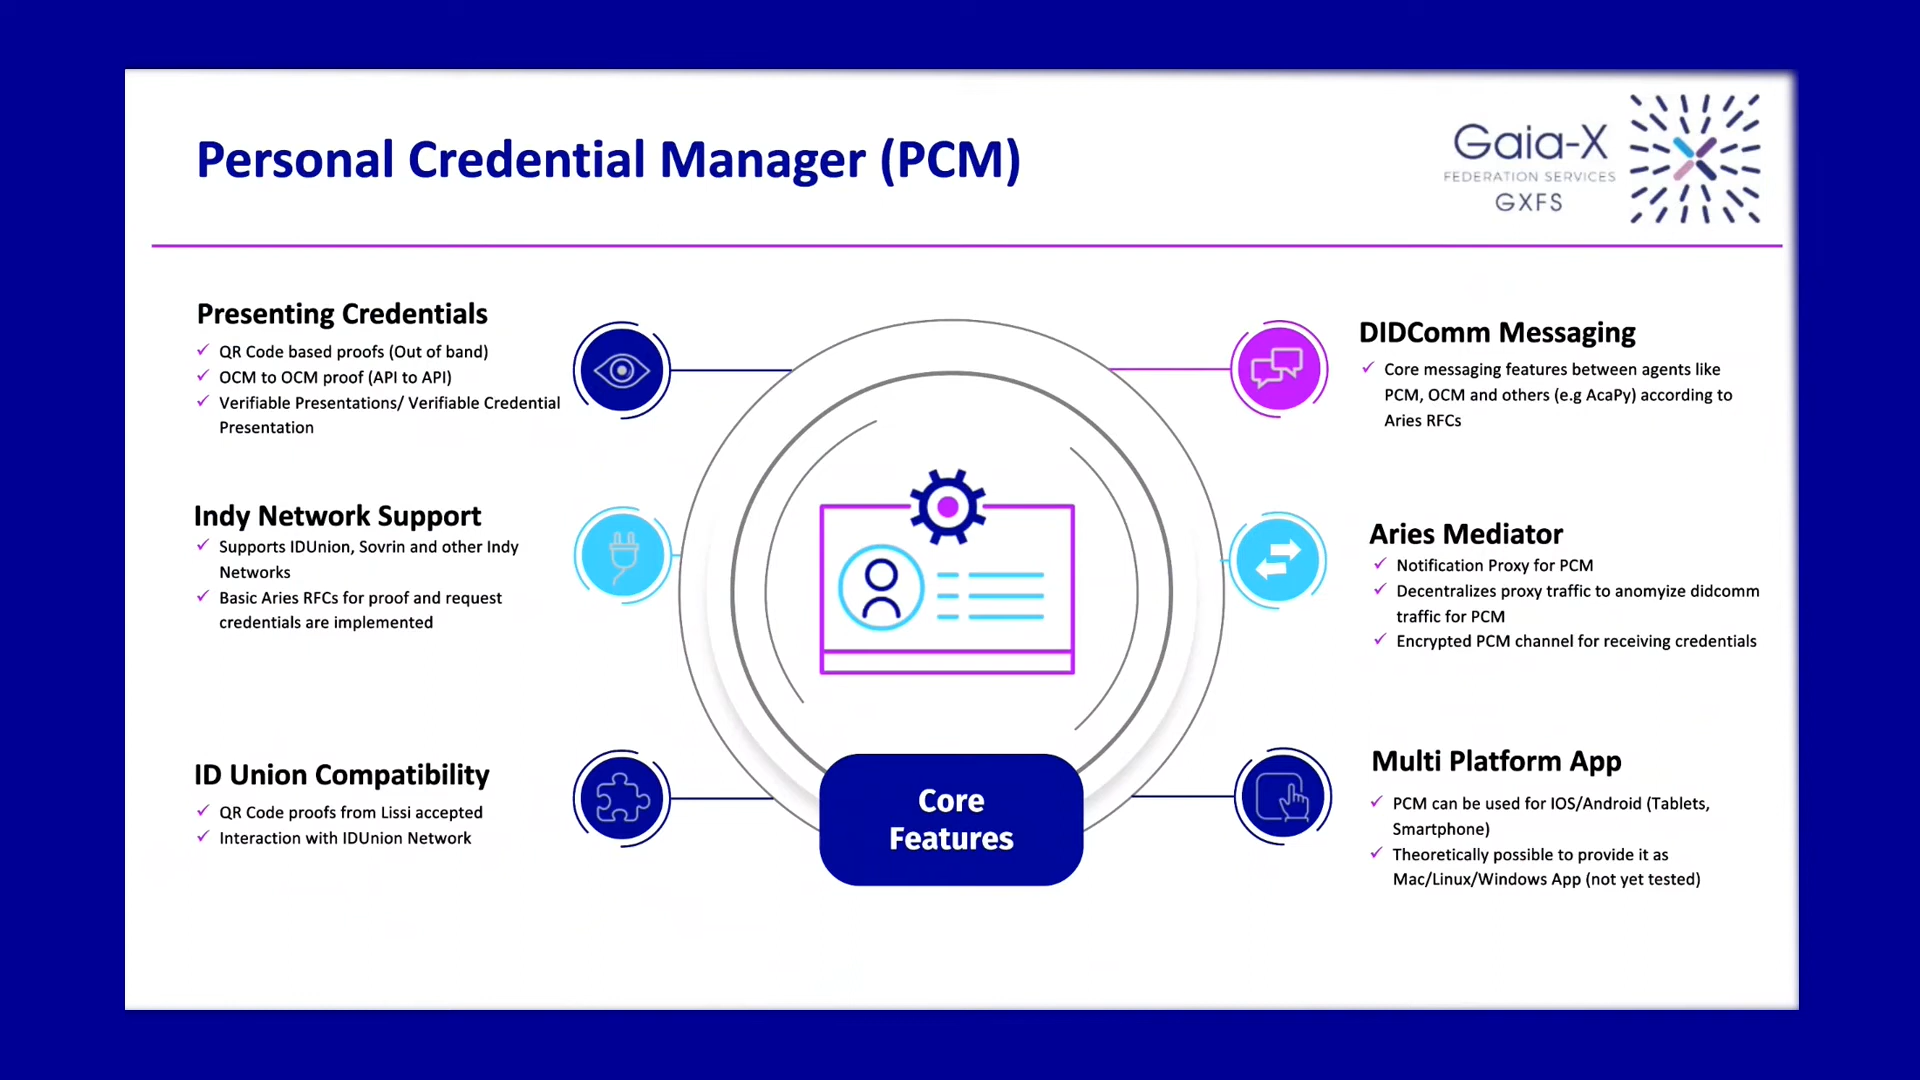 Personal Credential Manager (PCM)
Gaia-X
FEDERATION SERVICES
GXFS
Presenting Credentials
QR Code based proofs (Out of band)
OCM to OCM proof (API to API)
Verifiable Presentations/ Verifiable Credential
Presentation
Indy Network Support
Supports IDUnion, Sovrin and other Indy
Networks
Basic Aries RFCs for proof and request
credentials are implemented
ID Union Compatibility
QR Code proofs from Lissi accepted
Interaction with IDUnion Network
Core
Features
DIDComm Messaging
Core messaging features between agents like
PCM, OCM and others (e.g AcaPy) according to
Aries RFCs
Aries Mediator
Notification Proxy for PCM
Decentralizes proxy traffic to anomyize didcomm
traffic for PCM
Encrypted PCM channel for receiving credentials
Multi Platform App
PCM can be used for IOS/Android (Tablets,
Smartphone)
Theoretically possible to provide it as
Mac/Linux/Windows App (not yet tested)